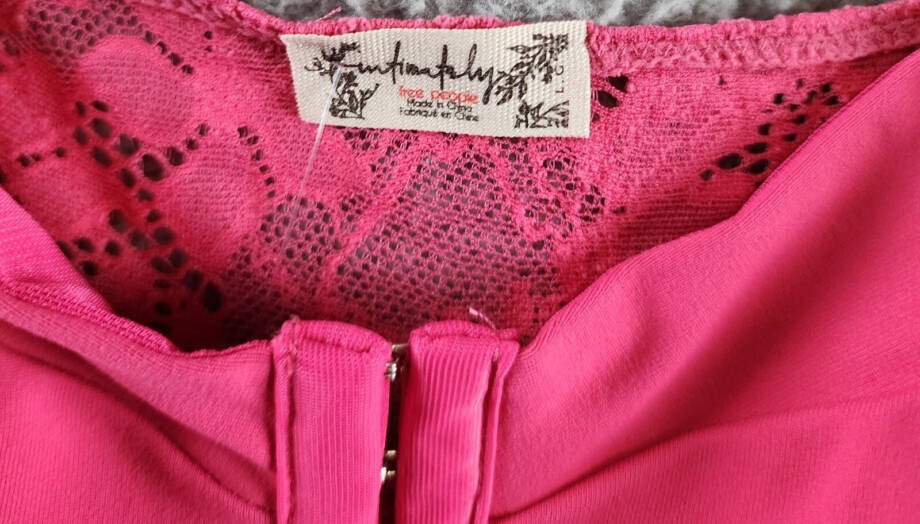 intimately
free people
Made in China
Fabriqué en Chine
L G